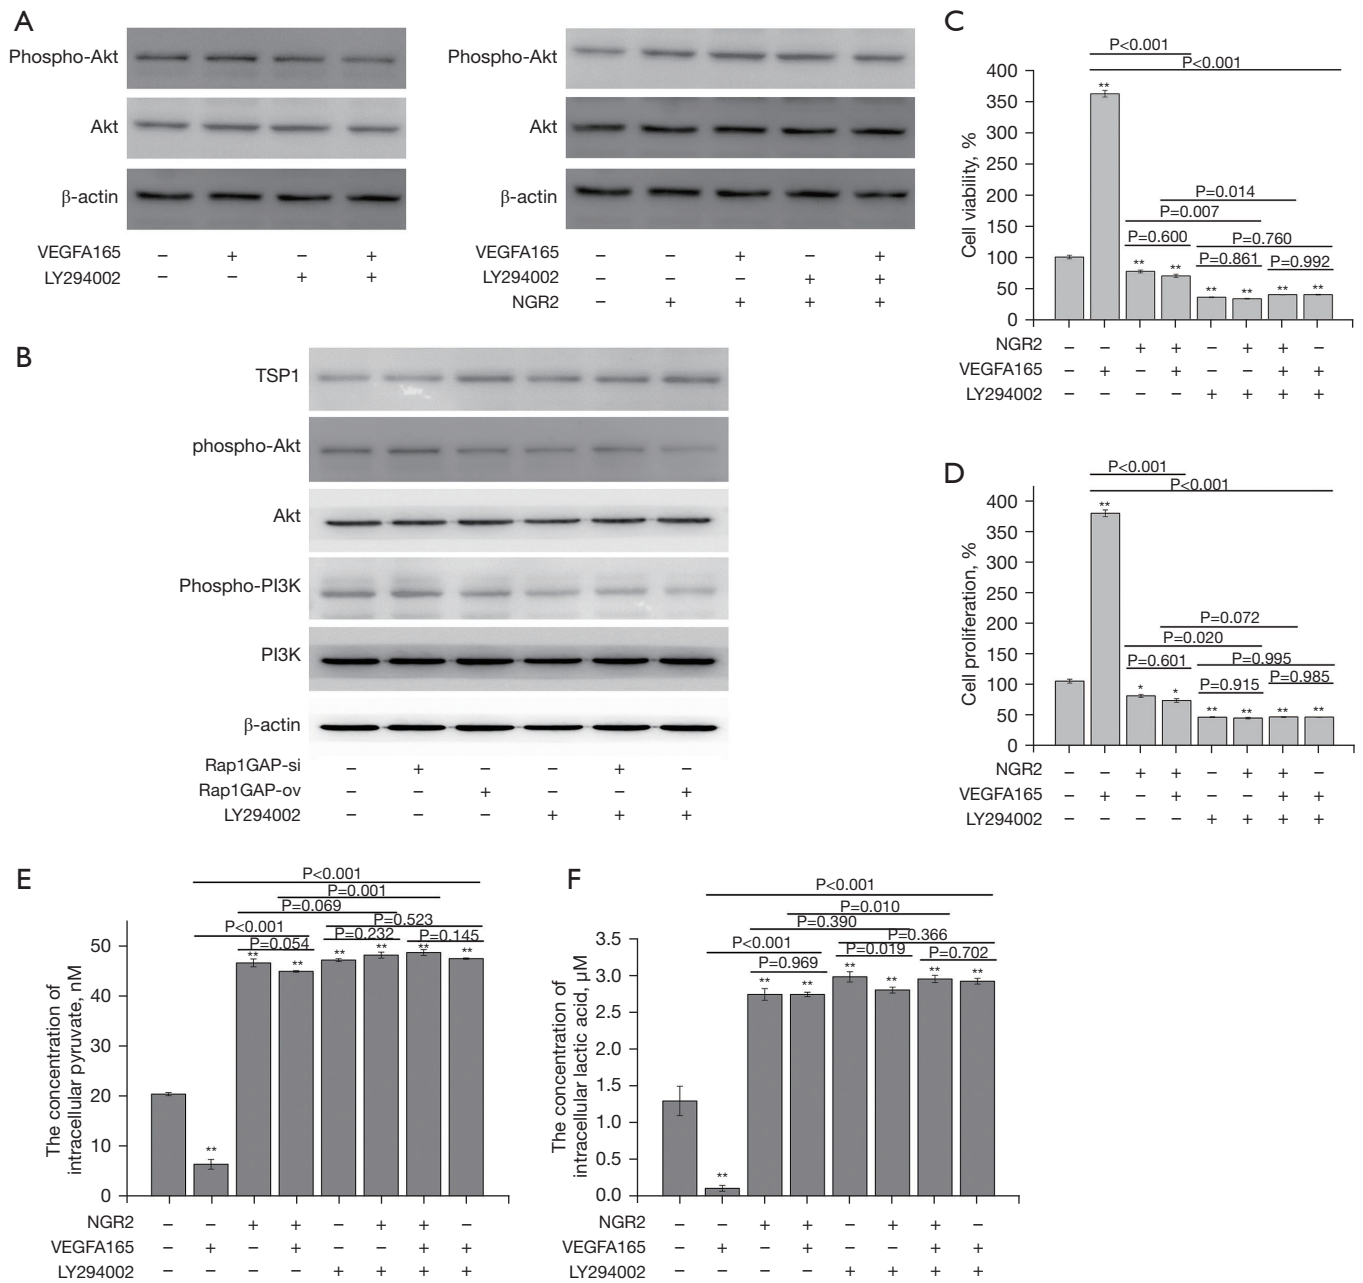 A
Phospho-Akt
Akt
β-actin
VEGFA165 – + – +
LY294002 – – + +
Phospho-Akt
Akt
β-actin
VEGFA165 – – + – +
LY294002 – – – + +
NGR2 – + + + +
B
TSP1
phospho-Akt
Akt
Phospho-PI3K
PI3K
β-actin
Rap1GAP-si – + – – + –
Rap1GAP-ov – – + – – +
LY294002 – – – + + +
C
P<0.001
P<0.001
P=0.014
P=0.007
P=0.600 P=0.760
P=0.861 P=0.992
** ** ** ** ** ** **
Cell viability, %
400
350
300
250
200
150
100
50
0
NGR2 – – + + – + + –
VEGFA165 – + – + – – + +
LY294002 – – – – + + + +
D
P<0.001
P<0.001
P=0.072
P=0.020
P=0.601 P=0.995
P=0.915 P=0.985
** * * ** ** ** **
Cell proliferation, %
400
350
300
250
200
150
100
50
0
NGR2 – – + + – + + –
VEGFA165 – + – + – – + +
LY294002 – – – – + + + +
E
P<0.001
P=0.001
P=0.069
P<0.001 P=0.523
P=0.054 P=0.232 P=0.145
** ** ** ** ** ** **
The concentration of
intracellular pyruvate, nM
50
40
30
20
10
0
NGR2 – – + + – + + –
VEGFA165 – + – + – – + +
LY294002 – – – – + + + +
F
P<0.001
P=0.010
P=0.390
P<0.001 P=0.366
P=0.969 P=0.019 P=0.702
** ** ** ** ** ** **
The concentration of
intracellular lactic acid, μM
3.5
3.0
2.5
2.0
1.5
1.0
0.5
0.0
NGR2 – – + + – + + –
VEGFA165 – + – + – – + +
LY294002 – – – – + + + +